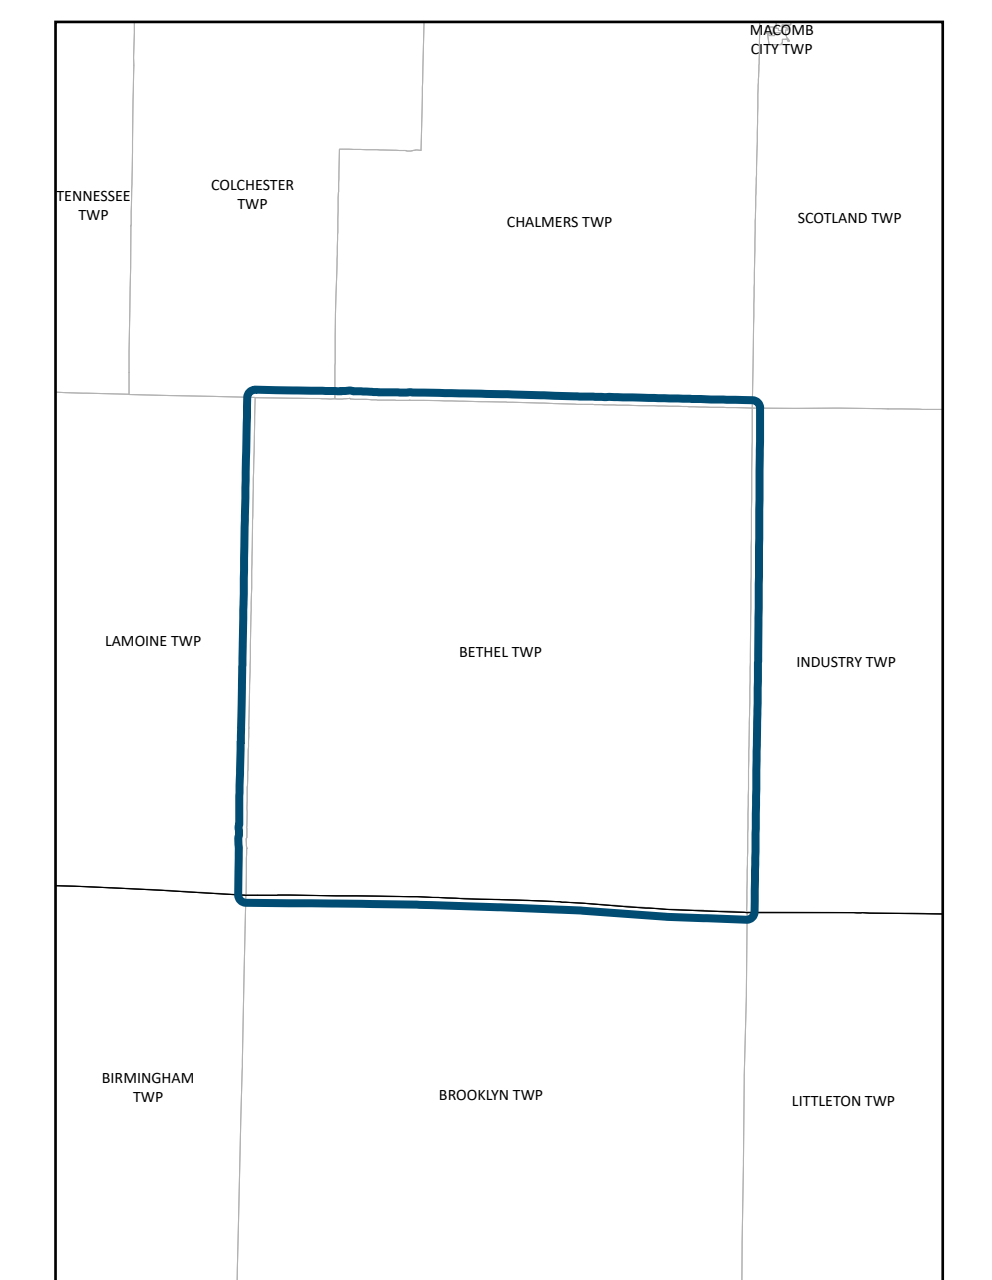 MACOMB
CITY TWP
TENNESSEE
TWP
COLCHESTER
TWP
CHALMERS TWP
SCOTLAND TWP
LAMOINE TWP
BETHEL TWP
INDUSTRY TWP
BIRMINGHAM
TWP
BROOKLYN TWP
LITTLETON TWP